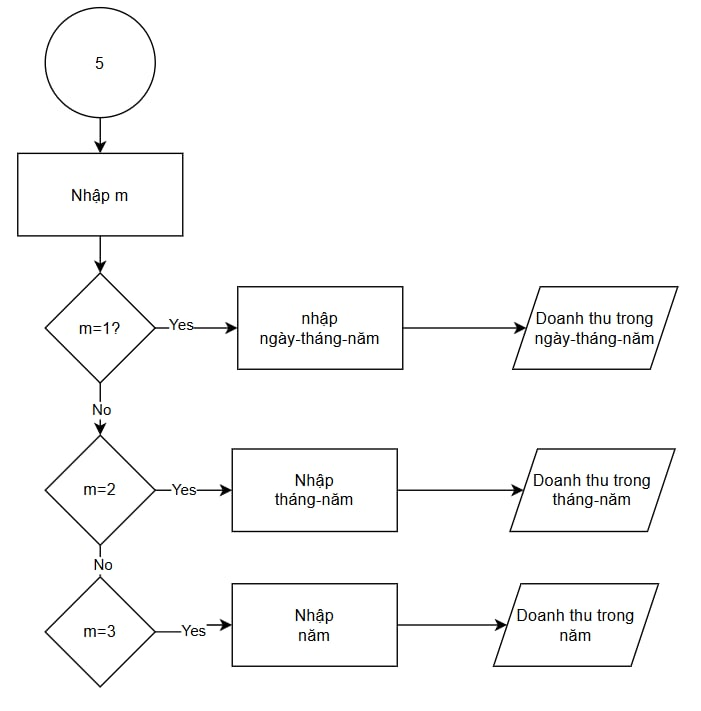 5
Nhập m
m=1?
Yes
nhập
ngày-tháng-năm
Doanh thu trong
ngày-tháng-năm
No
m=2
Yes
Nhập
tháng-năm
Doanh thu trong
tháng-năm
No
m=3
Yes
Nhập
năm
Doanh thu trong
năm